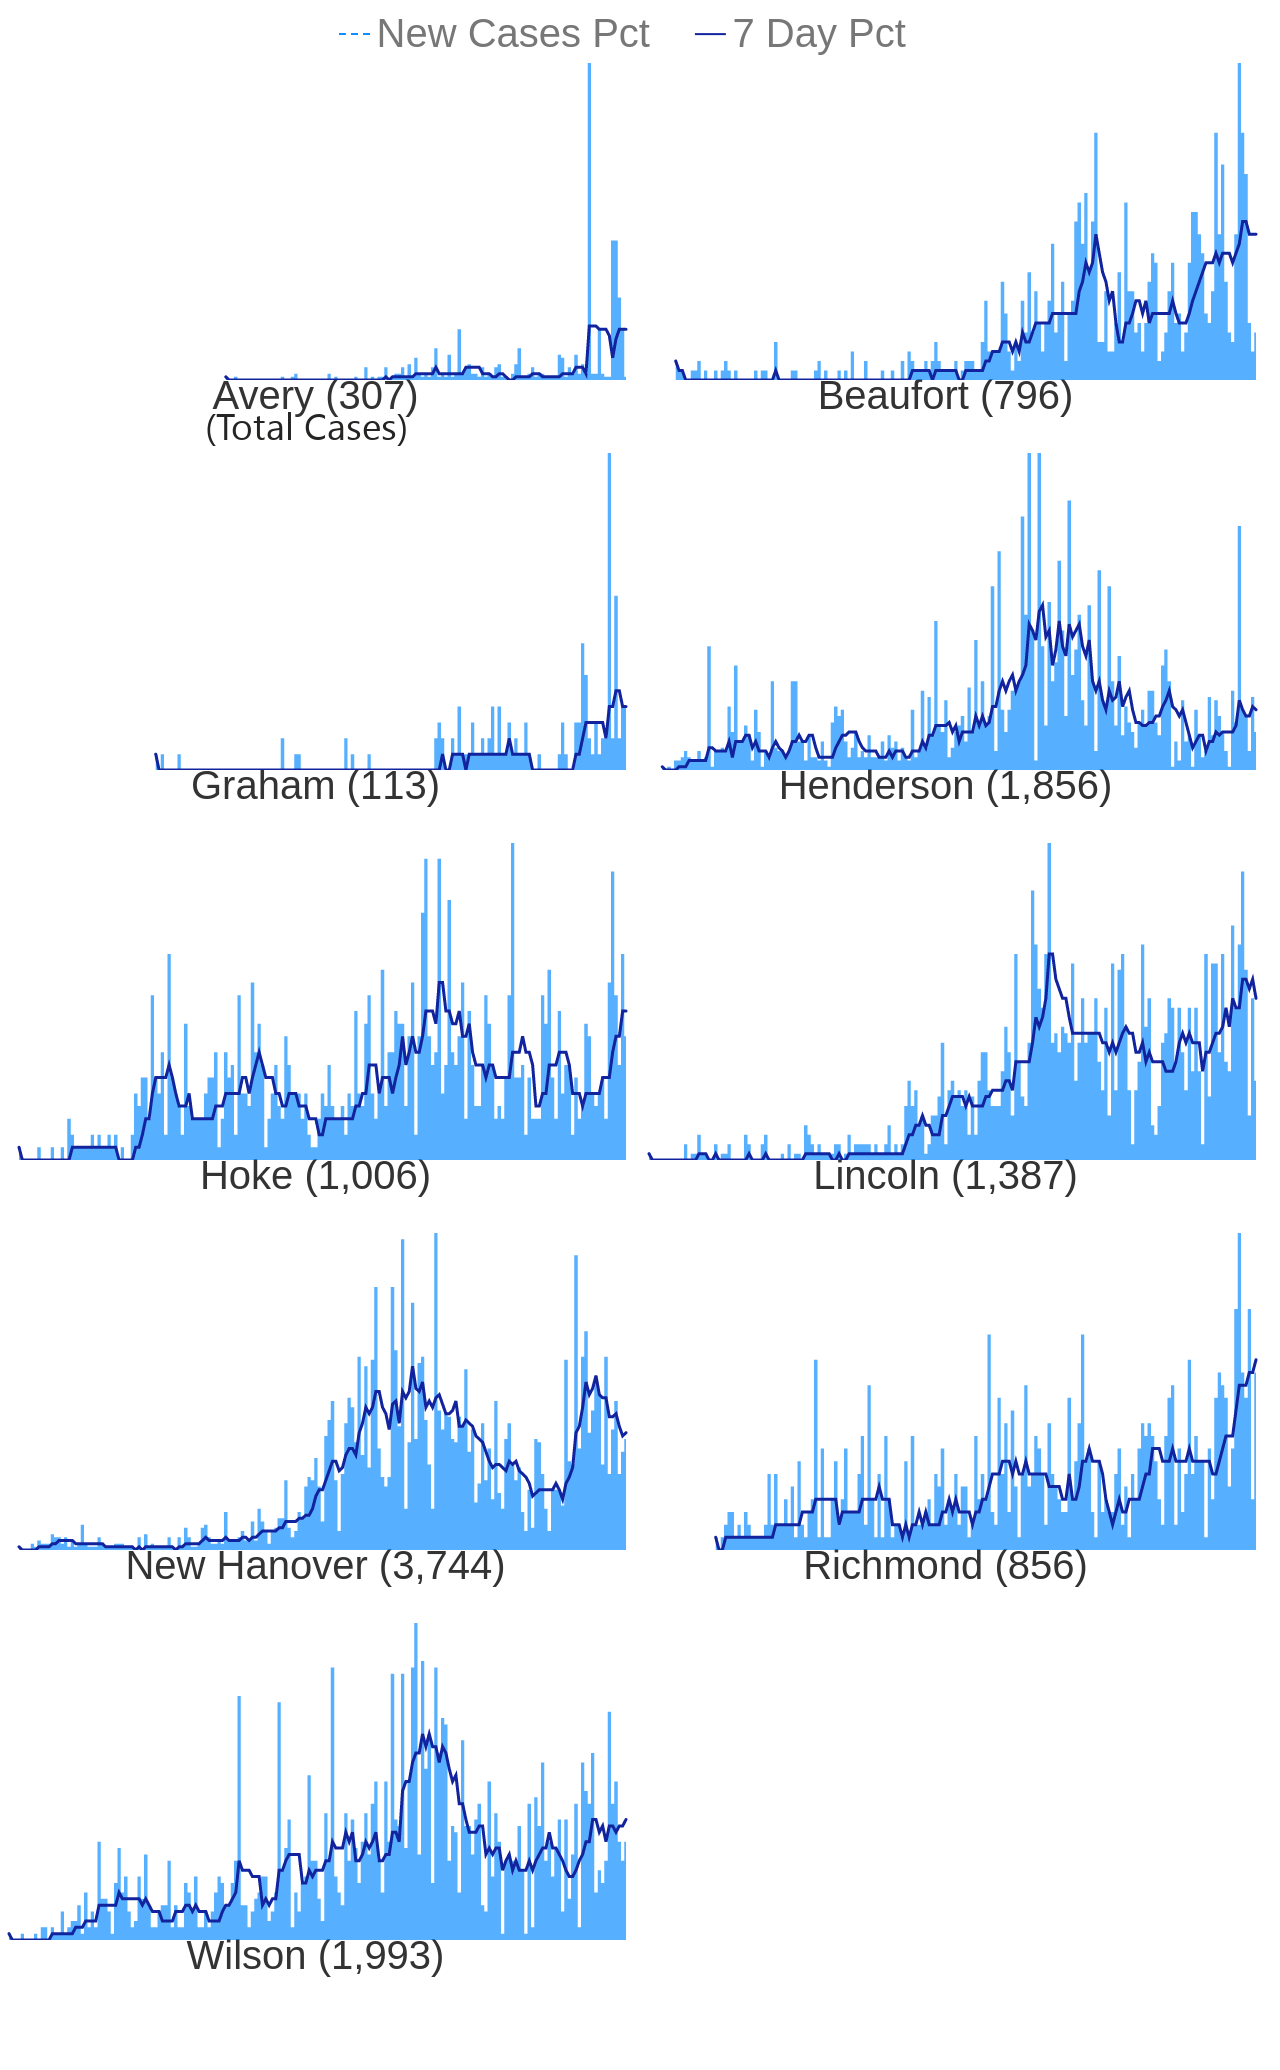 New Cases Pct 7 Day Pct
Avery (307) Beaufort (796)
(Total Cases)
Graham (113) Henderson (1,856)
Hoke (1,006) Lincoln (1,387)
New Hanover (3,744) Richmond (856)
Wilson (1,993)